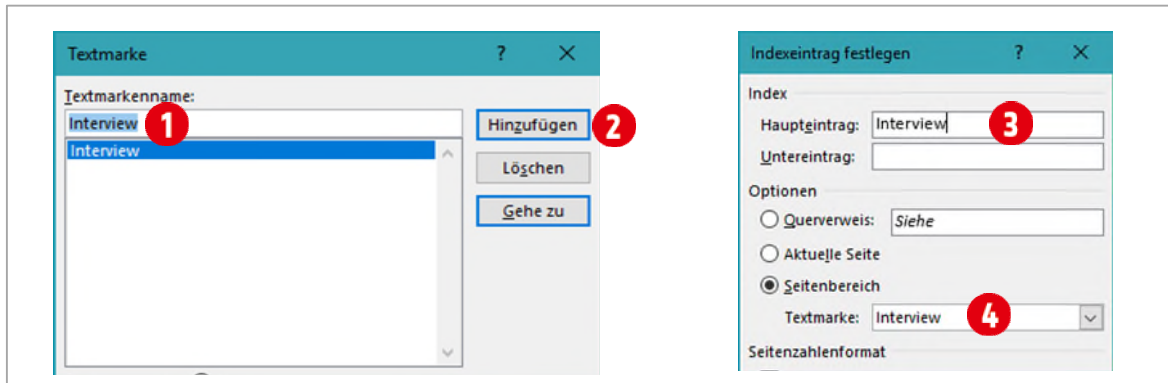 Textmarke ? ×
Textmarkenname:
Interview 1
Hinzufügen 2
Interview
Löschen
Gehe zu
Indexeintrag festlegen ? ×
Index
Haupteintrag: Interview 3
Untereintrag:
Optionen
Querverweis: Siehe
Aktuelle Seite
Seitenbereich
Textmarke: Interview 4
Seitenzahlenformat